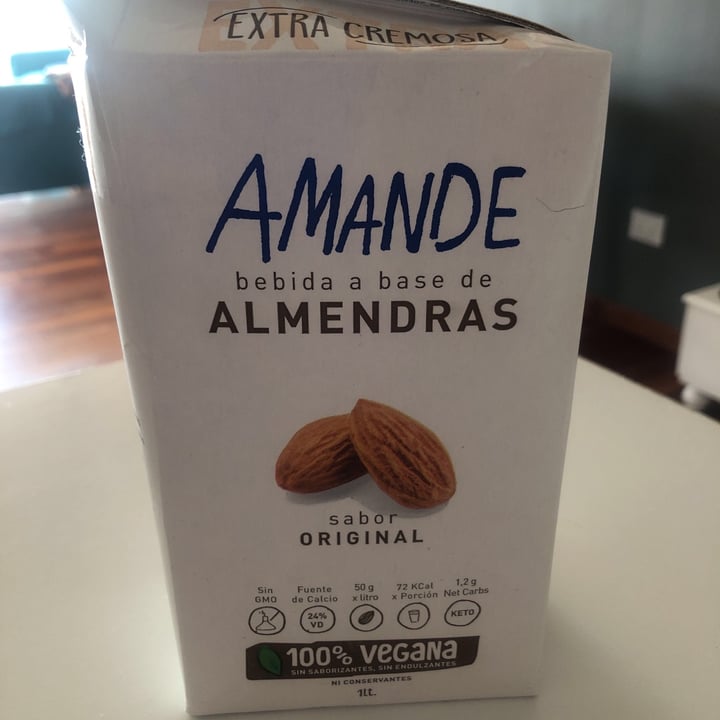 EXTRA CREMOSA
AMANDE
bebida a base de
ALMENDRAS
sabor
ORIGINAL
Sin GMO
Fuente de Calcio
24% VD
50 g x litro
72 KCal x Porción
1,2 g Net Carbs
KETO
100% VEGANA
SIN SABORIZANTES, SIN ENDULZANTES
NI CONSERVANTES
1Lt.